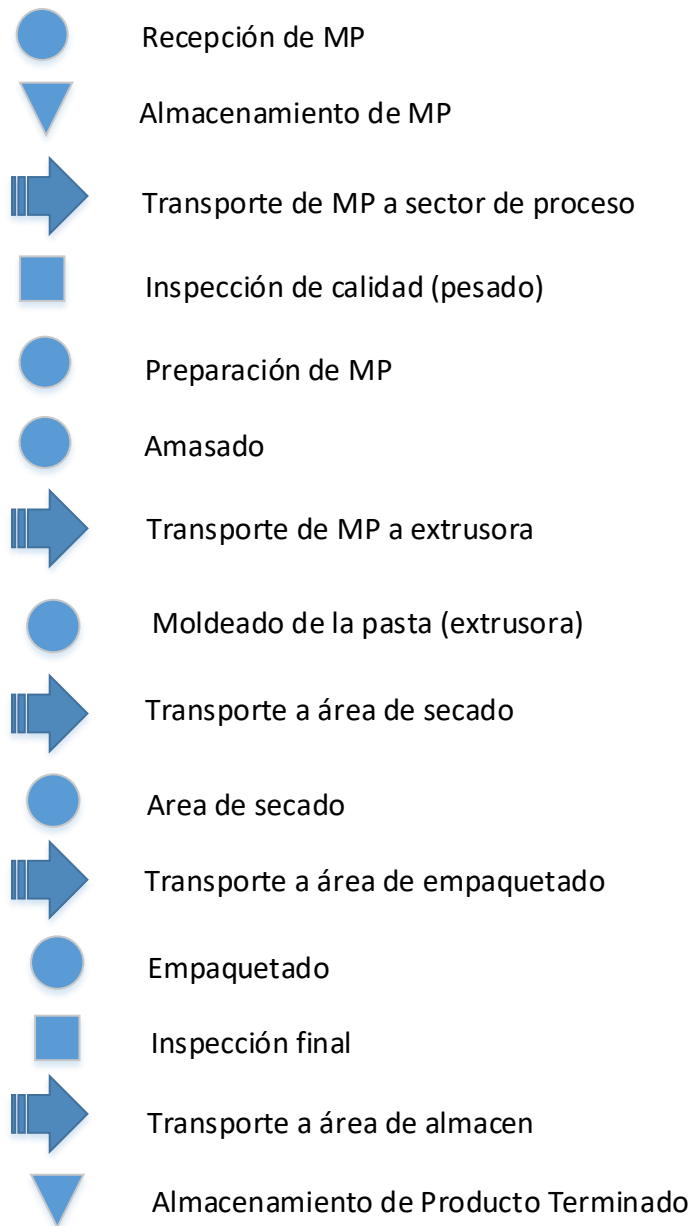 Recepción de MP
Almacenamiento de MP
Transporte de MP a sector de proceso
Inspección de calidad (pesado)
Preparación de MP
Amasado
Transporte de MP a extrusora
Moldeado de la pasta (extrusora)
Transporte a área de secado
Area de secado
Transporte a área de empaquetado
Empaquetado
Inspección final
Transporte a área de almacen
Almacenamiento de Producto Terminado